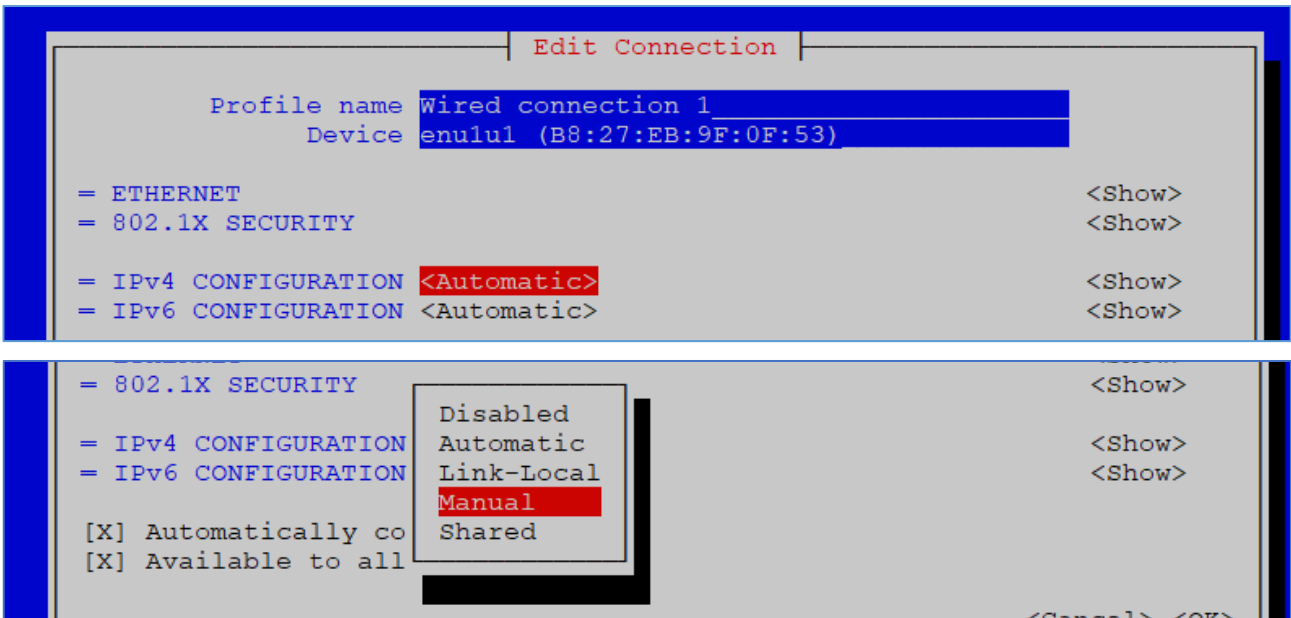 Edit Connection
Profile name Wired connection 1
Device enu1u1 (B8:27:EB:9F:0F:53)
= ETHERNET <Show>
= 802.1X SECURITY <Show>
= IPv4 CONFIGURATION <Automatic> <Show>
= IPv6 CONFIGURATION <Automatic> <Show>
= 802.1X SECURITY <Show>
Disabled
= IPv4 CONFIGURATION Automatic <Show>
= IPv6 CONFIGURATION Link-Local <Show>
Manual
[X] Automatically co Shared
[X] Available to all
<Cancel> <OK>